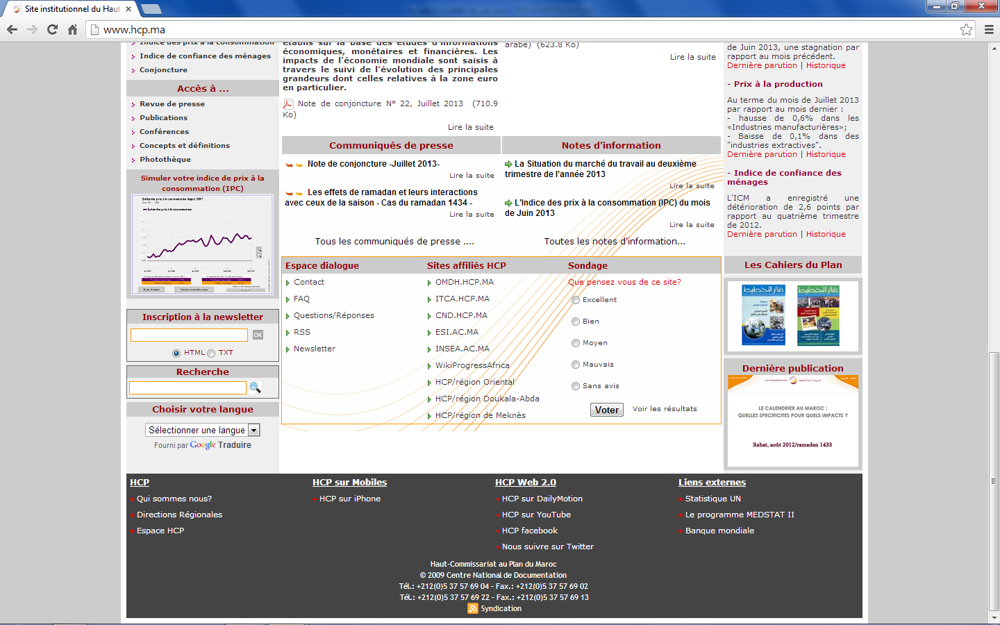 Site institutionnel du Haut
www.hcp.ma
Indice des prix à la consommation
Indice de confiance des ménages
Conjoncture
Accès à ...
Revue de presse
Publications
Conférences
Concepts et définitions
Photothèque
Simuler votre indice de prix à la
consommation (IPC)
Indice des prix à la consommation depuis 2007
Indice des prix à la consommation
Inscription à la newsletter
OK
HTML TXT
Recherche
Choisir votre langue
Sélectionner une langue
Fourni par Google Traduire
établis sur la base des études d'informations
économiques, monétaires et financières. Les
impacts de l’économie mondiale sont saisis à
travers le suivi de l'évolution des principales
grandeurs dont celles relatives à la zone euro
en particulier.
Note de conjoncture N° 22, Juillet 2013 (710.9
Ko)
Lire la suite
arabe) (623.8 Ko)
Lire la suite
Communiqués de presse
Note de conjoncture -Juillet 2013-
Lire la suite
Les effets de ramadan et leurs interactions
avec ceux de la saison - Cas du ramadan 1434 -
Lire la suite
Tous les communiqués de presse ....
Notes d'information
La Situation du marché du travail au deuxième
trimestre de l'année 2013
Lire la suite
L'Indice des prix à la consommation (IPC) du mois
de Juin 2013
Lire la suite
Toutes les notes d'information...
Espace dialogue
Contact
FAQ
Questions/Réponses
RSS
Newsletter
Sites affiliés HCP
OMDH.HCP.MA
ITCA.HCP.MA
CND.HCP.MA
ESI.AC.MA
INSEA.AC.MA
WikiProgressAfrica
HCP/région Oriental
HCP/région Doukala-Abda
HCP/région de Meknès
Sondage
Que pensez vous de ce site?
Excellent
Bien
Moyen
Mauvais
Sans avis
Voter Voir les résultats
de Juin 2013, une stagnation par
rapport au mois précédent.
Dernière parution | Historique
- Prix à la production
Au terme du mois de Juillet 2013
par rapport au mois dernier :
- hausse de 0,6% dans les
«Industries manufacturières»;
- Baisse de 0,1% dans des
"industries extractives".
Dernière parution | Historique
- Indice de confiance des
ménages
L'ICM a enregistré une
détérioration de 2,6 points par
rapport au quatrième trimestre
de 2012.
Dernière parution | Historique
Les Cahiers du Plan
دفاتر التخطيط
دفاتر التخطيط
Dernière publication
LE CALENDRIER AU MAROC :
QUELLES SPECIFICITES POUR QUELS IMPACTS ?
Rabat, août 2012/ramadan 1433
HCP
Qui sommes nous?
Directions Régionales
Espace HCP
HCP sur Mobiles
HCP sur iPhone
HCP Web 2.0
HCP sur DailyMotion
HCP sur YouTube
HCP facebook
Nous suivre sur Twitter
Liens externes
Statistique UN
Le programme MEDSTAT II
Banque mondiale
Haut-Commissariat au Plan du Maroc
© 2009 Centre National de Documentation
Tél.: +212(0)5 37 57 69 04 - Fax.: +212(0)5 37 57 69 02
Tél.: +212(0)5 37 57 69 22 - Fax.: +212(0)5 37 57 69 13
Syndication